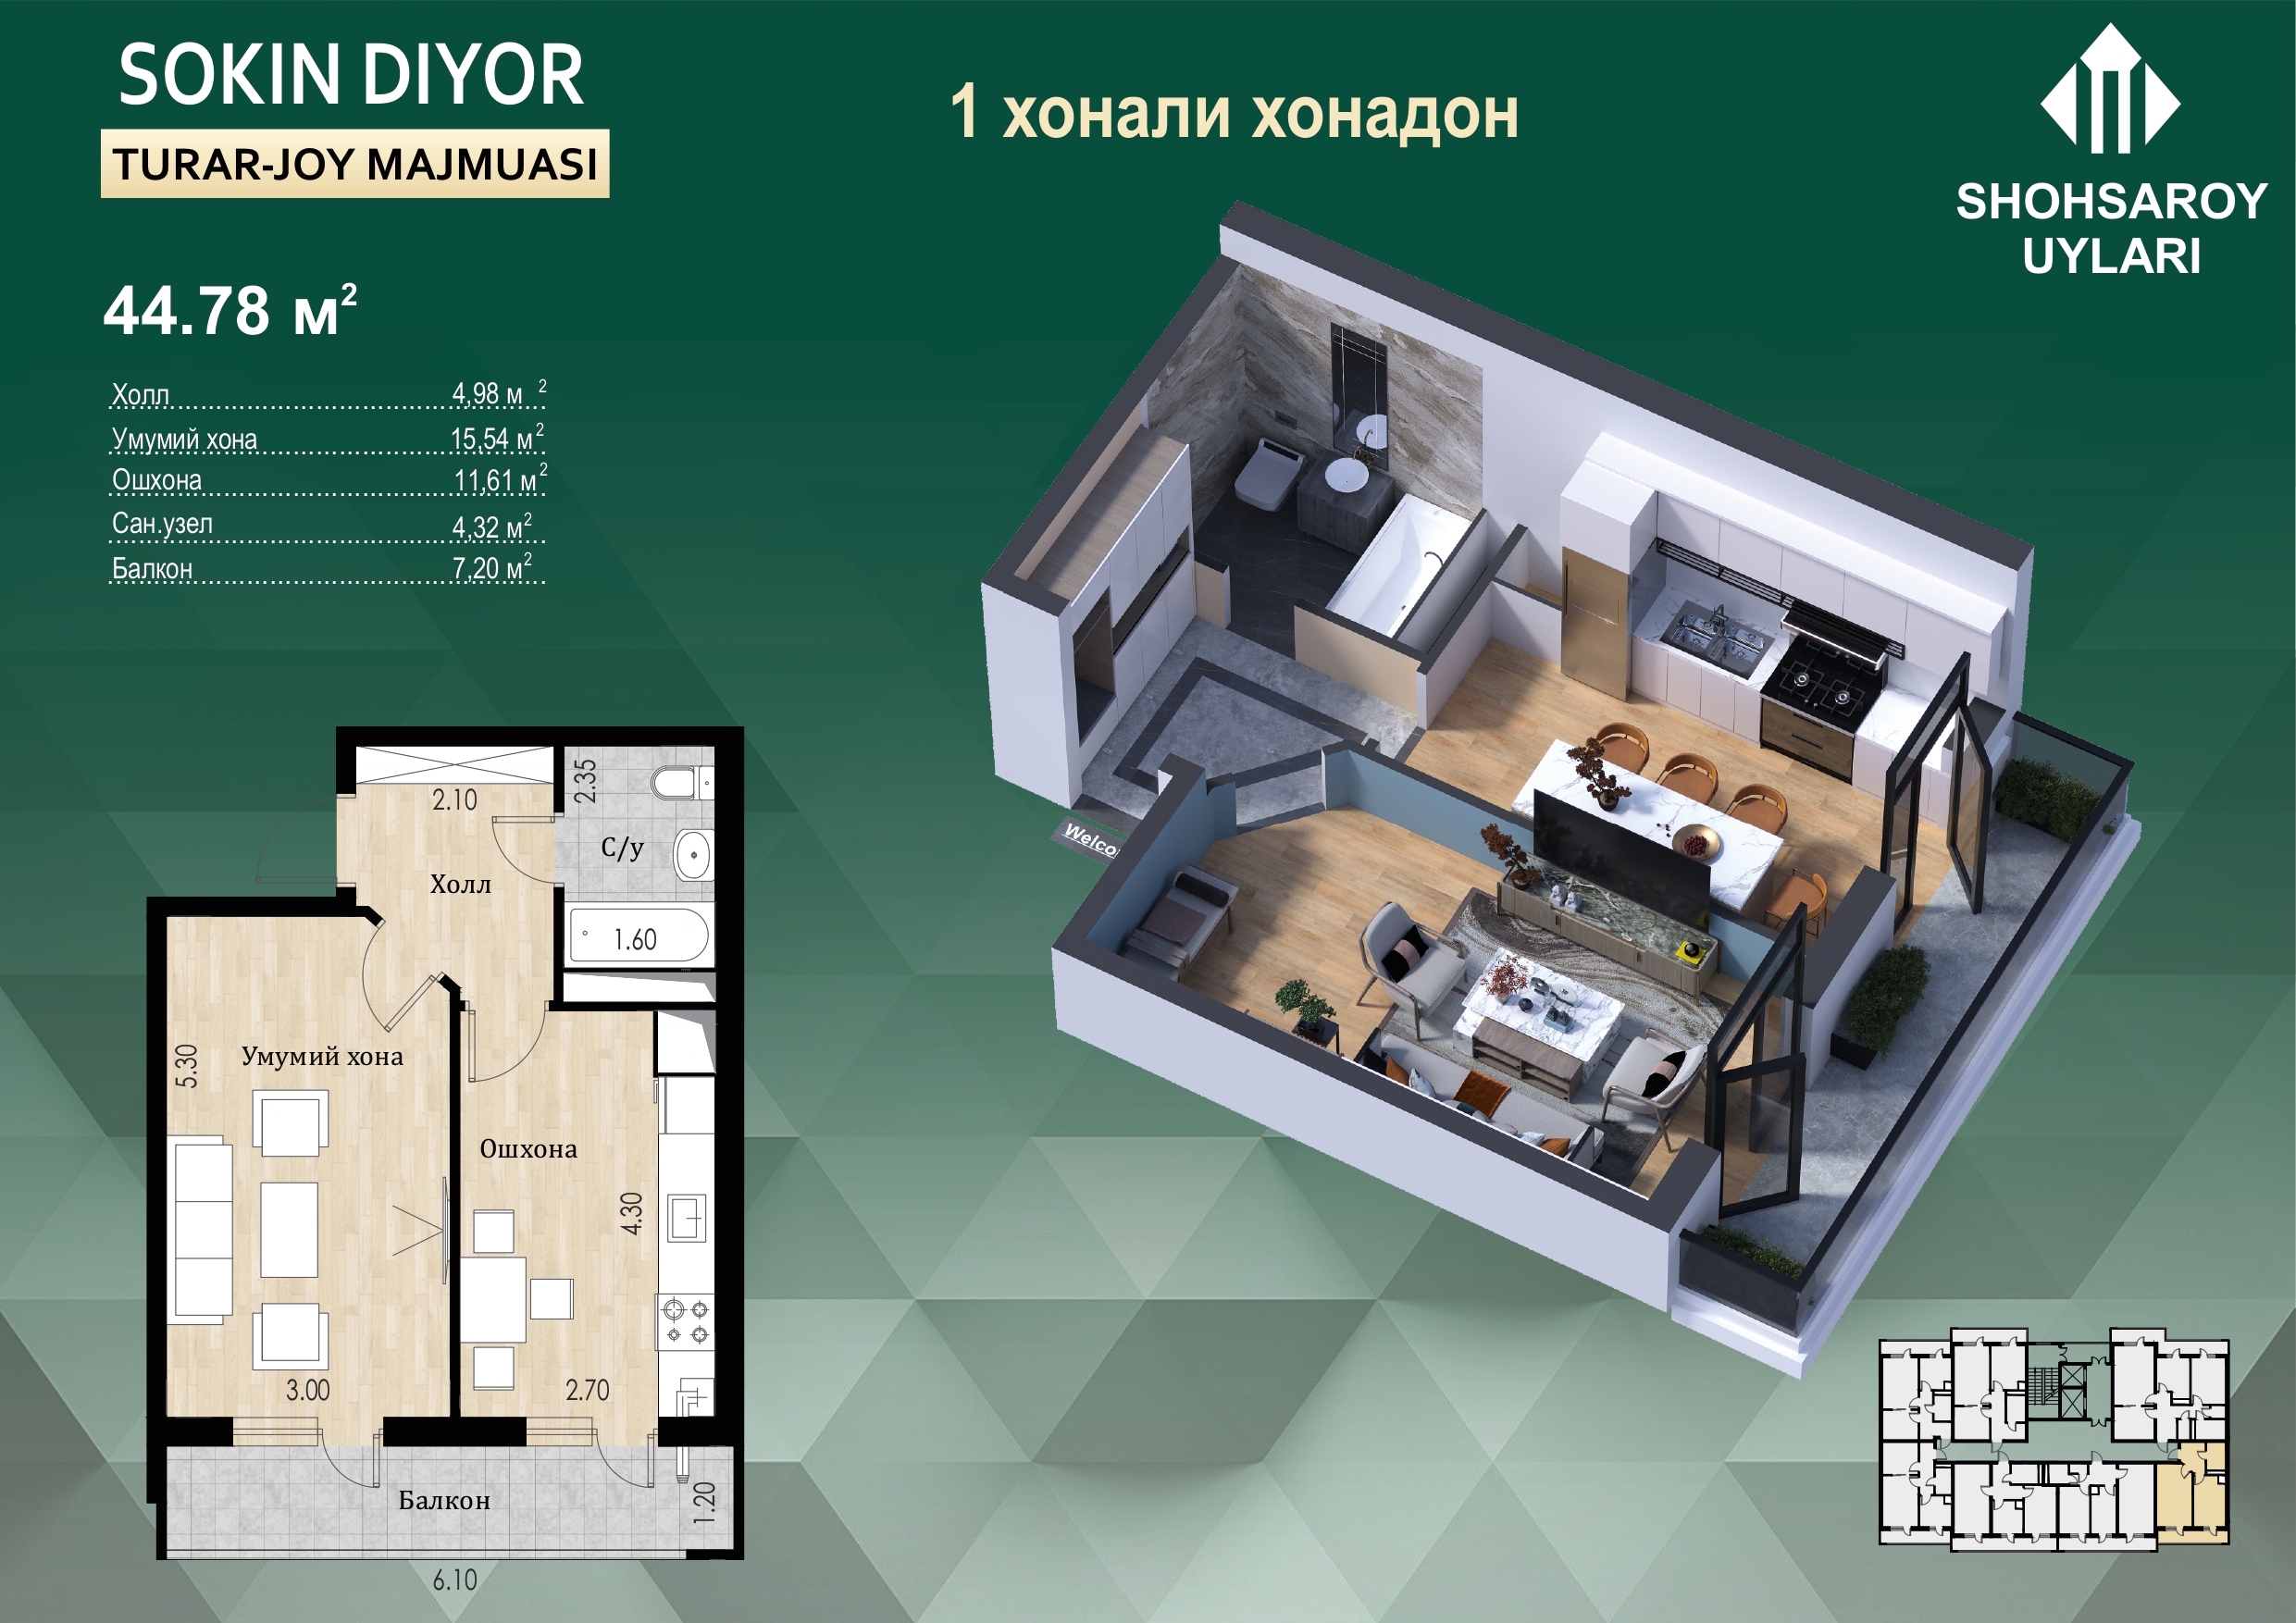 SOKIN DIYOR
TURAR-JOY MAJMUASI
1 хонали хонадон
SHOHSAROY
UYLARI
44.78 м²
Холл 4,98 м ²
Умумий хона 15,54 м²
Ошхона 11,61 м²
Сан.узел 4,32 м²
Балкон 7,20 м²
2.10
2.35
С/у
Холл
1.60
5.30
Умумий хона
Ошхона
4.30
3.00
2.70
Балкон
1.20
6.10
Welco